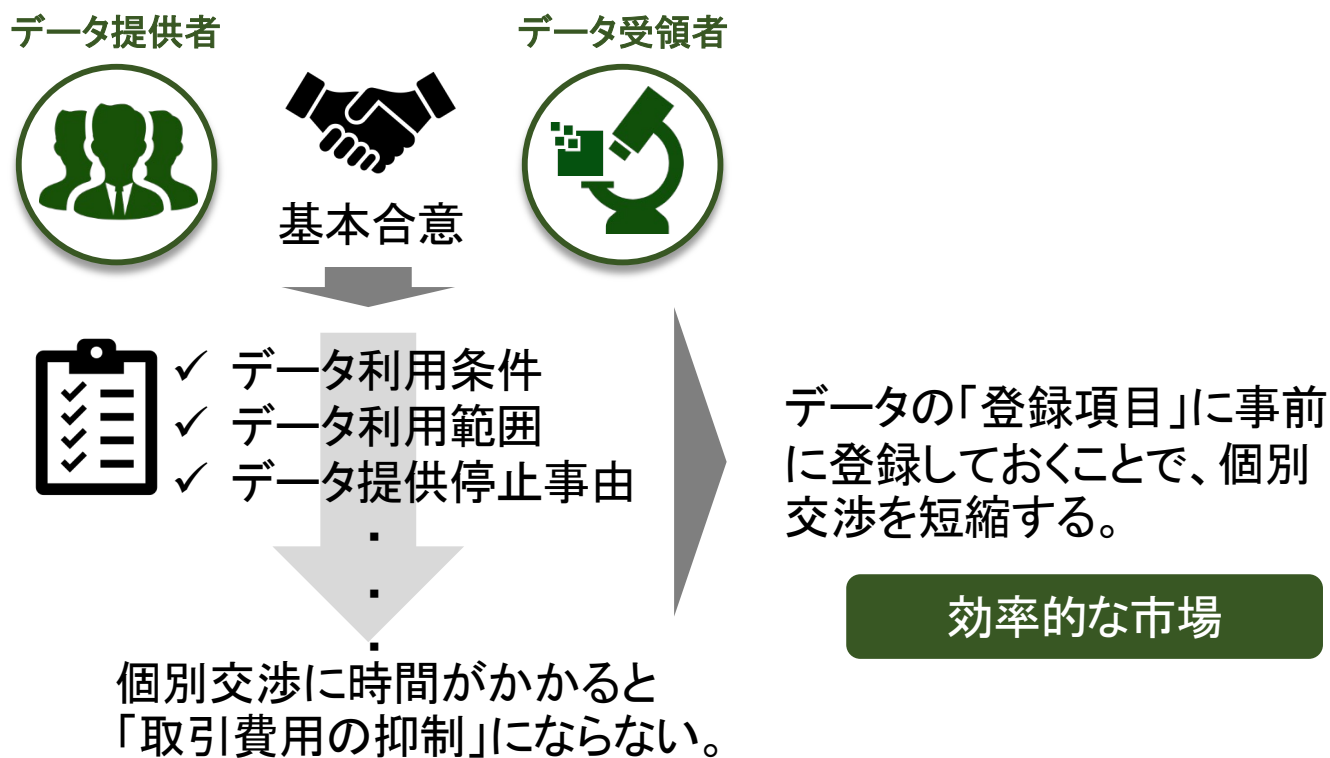 データ提供者
データ受領者
基本合意
✓ データ利用条件
✓ データ利用範囲
✓ データ提供停止事由
・
・
・
個別交渉に時間がかかると
「取引費用の抑制」にならない。
データの「登録項目」に事前
に登録しておくことで、個別
交渉を短縮する。
効率的な市場